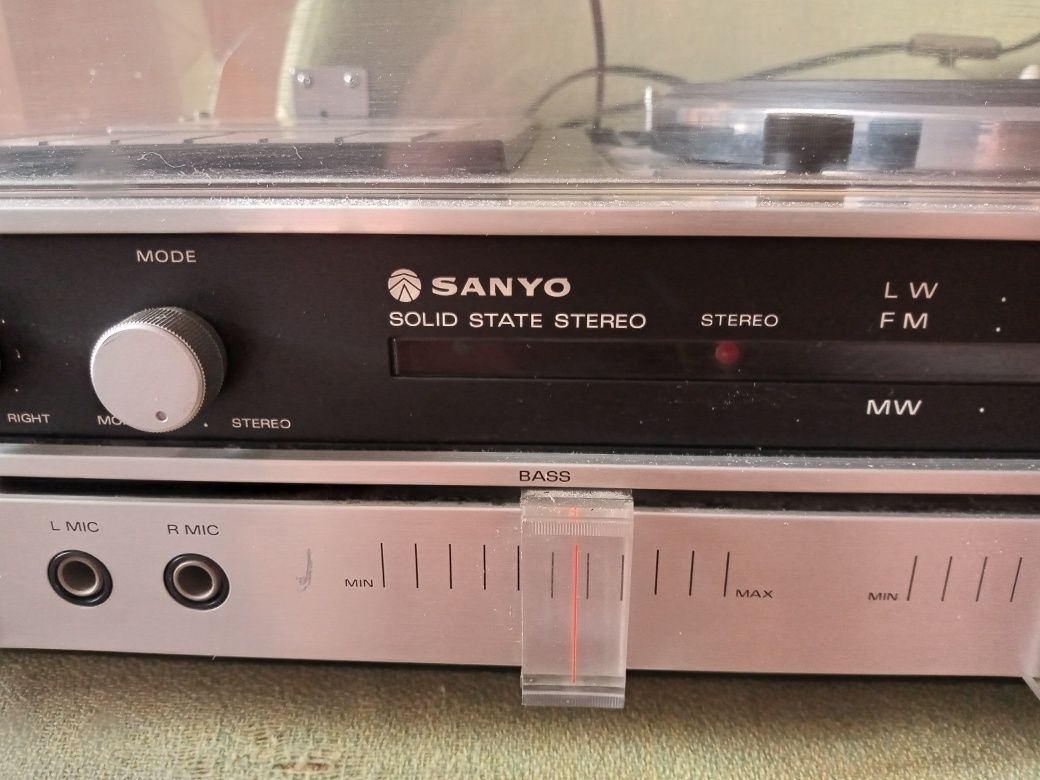 MODE
SANYO
SOLID STATE STEREO
STEREO
LW
FM
MW
RIGHT
STEREO
BASS
L MIC
R MIC
MIN
MAX
MIN